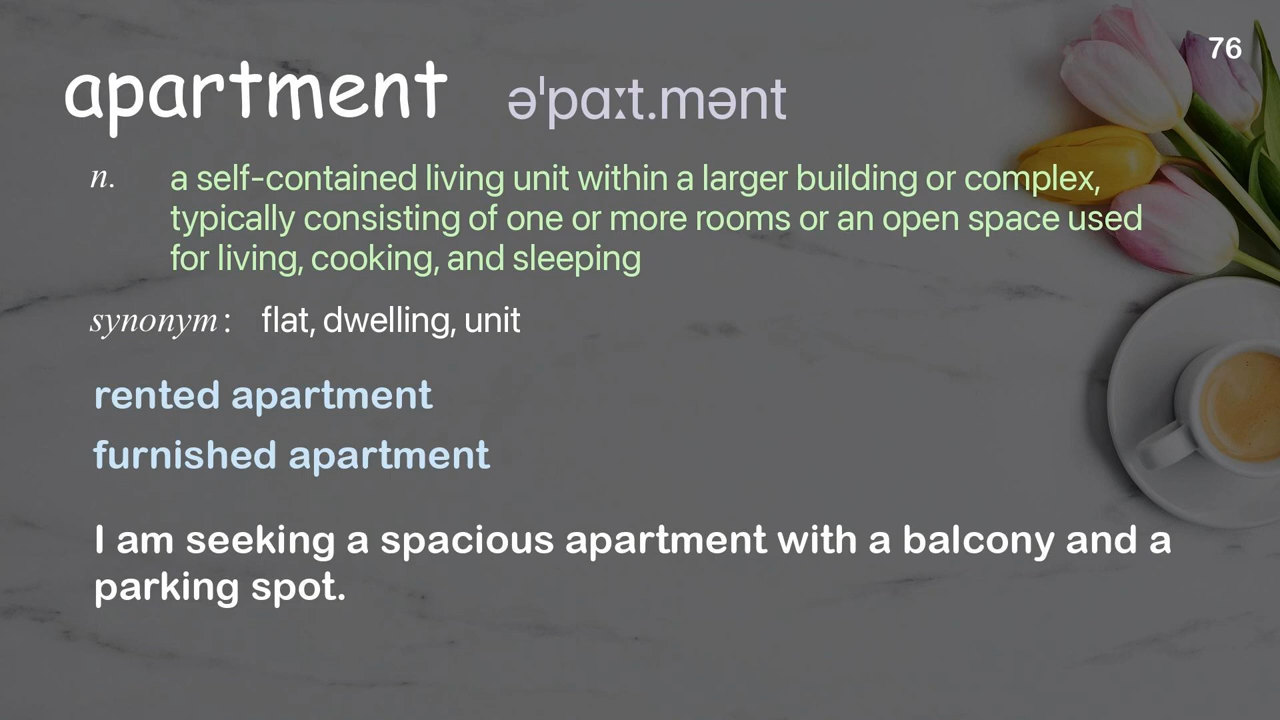 76
apartment əˈpɑːt.mənt
n. a self-contained living unit within a larger building or complex,
typically consisting of one or more rooms or an open space used
for living, cooking, and sleeping
synonym: flat, dwelling, unit
rented apartment
furnished apartment
I am seeking a spacious apartment with a balcony and a
parking spot.